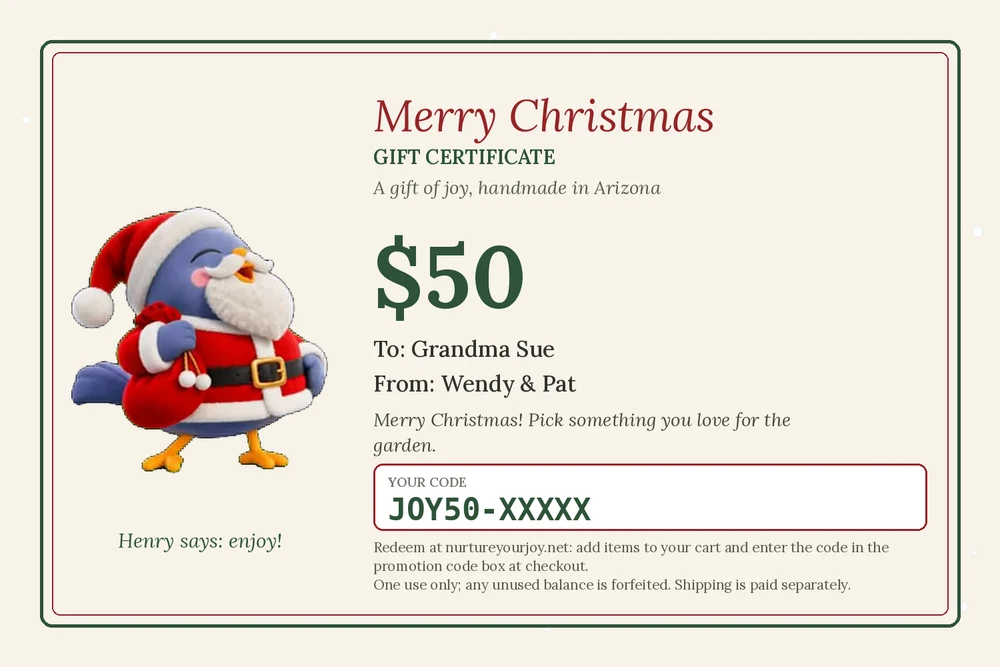 Merry Christmas
GIFT CERTIFICATE
A gift of joy, handmade in Arizona
$50
To: Grandma Sue
From: Wendy & Pat
Merry Christmas! Pick something you love for the
garden.
YOUR CODE
JOY50-XXXXX
Redeem at nurtureyourjoy.net: add items to your cart and enter the code in the
promotion code box at checkout.
One use only; any unused balance is forfeited. Shipping is paid separately.
Henry says: enjoy!